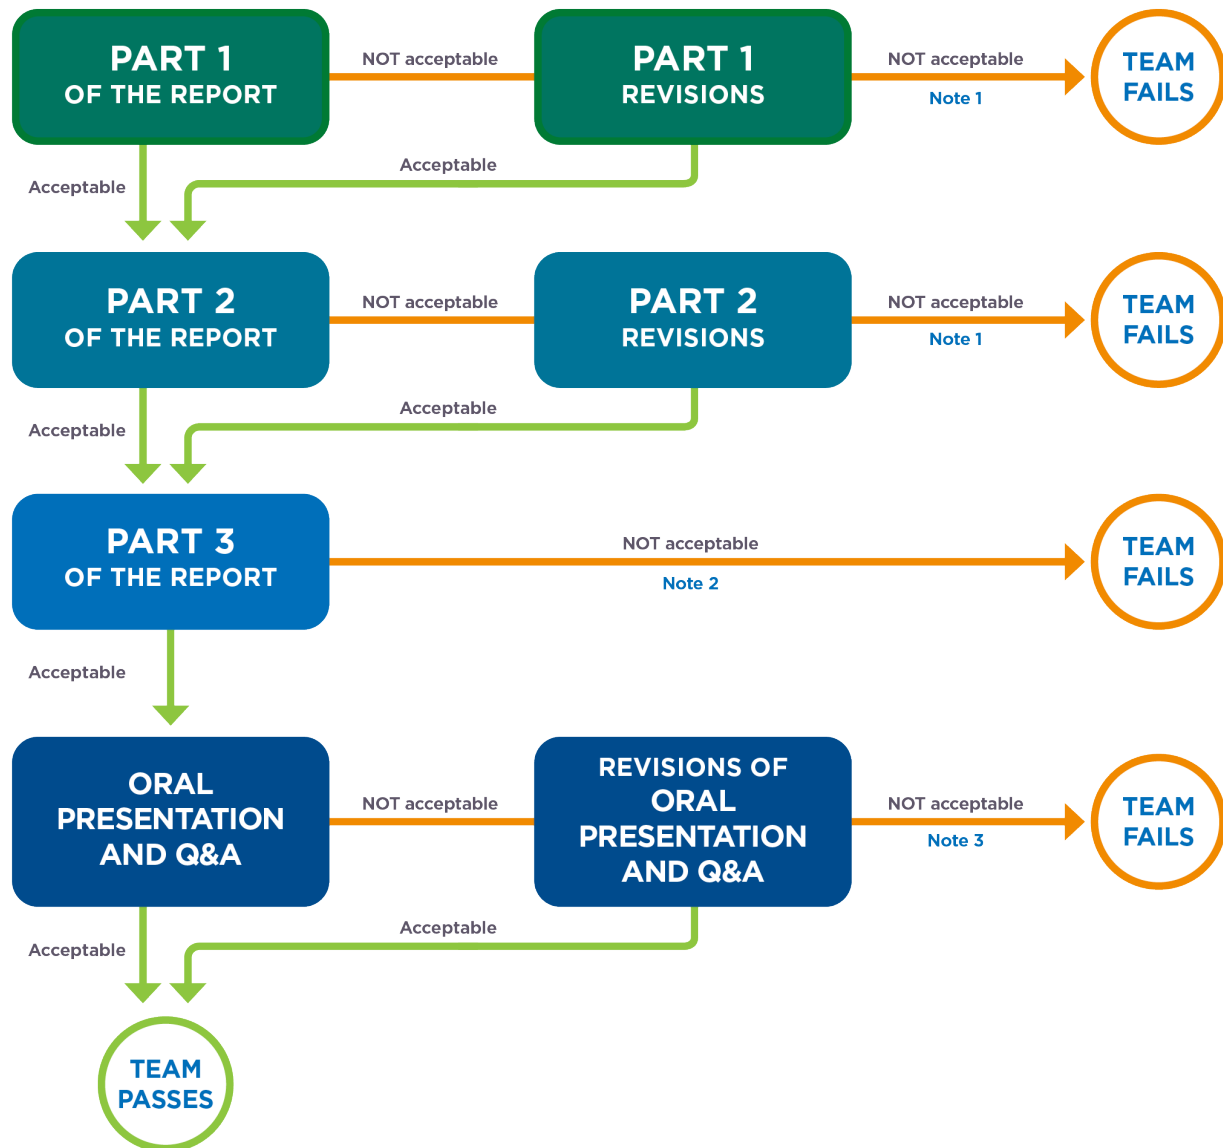 PART 1
OF THE REPORT
NOT acceptable
PART 1
REVISIONS
NOT acceptable
Note 1
TEAM
FAILS
Acceptable
Acceptable
PART 2
OF THE REPORT
NOT acceptable
PART 2
REVISIONS
NOT acceptable
Note 1
TEAM
FAILS
Acceptable
Acceptable
PART 3
OF THE REPORT
NOT acceptable
Note 2
TEAM
FAILS
Acceptable
ORAL
PRESENTATION
AND Q&A
NOT acceptable
REVISIONS OF
ORAL
PRESENTATION
AND Q&A
NOT acceptable
Note 3
TEAM
FAILS
Acceptable
Acceptable
TEAM
PASSES